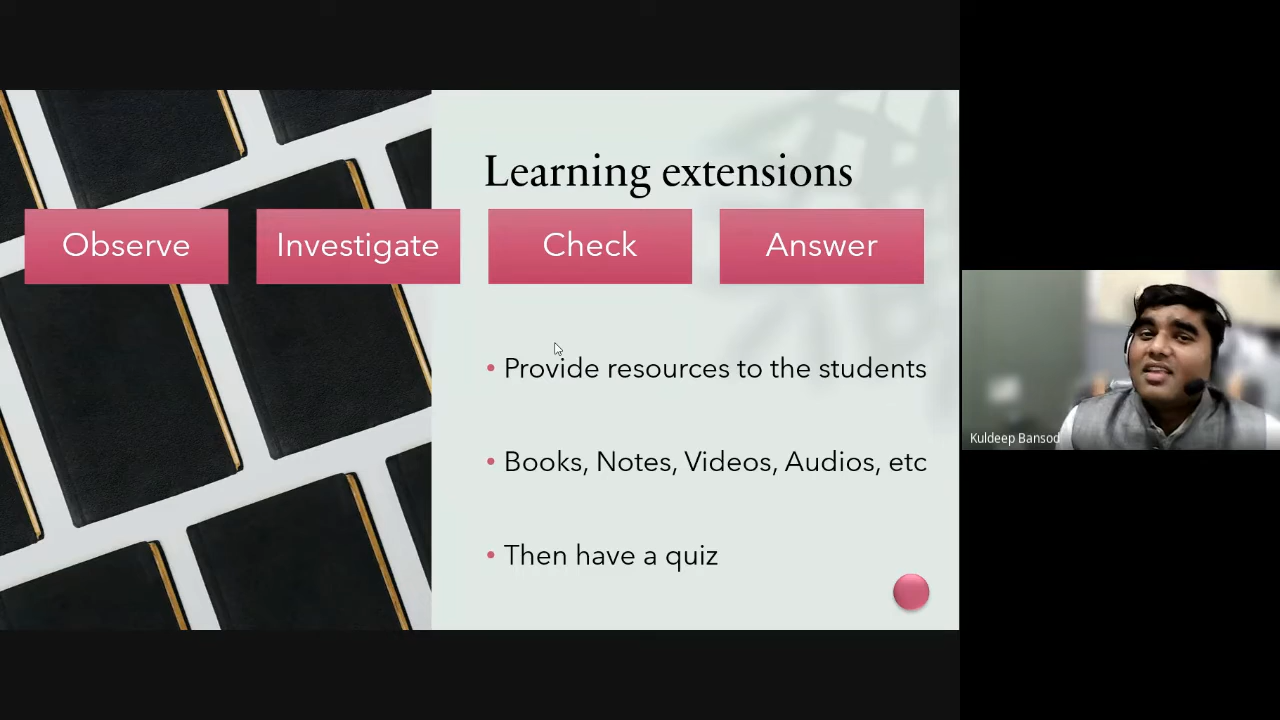 Learning extensions
Observe
Investigate
Check
Answer
• Provide resources to the students
• Books, Notes, Videos, Audios, etc
• Then have a quiz
Kuldeep Bansod